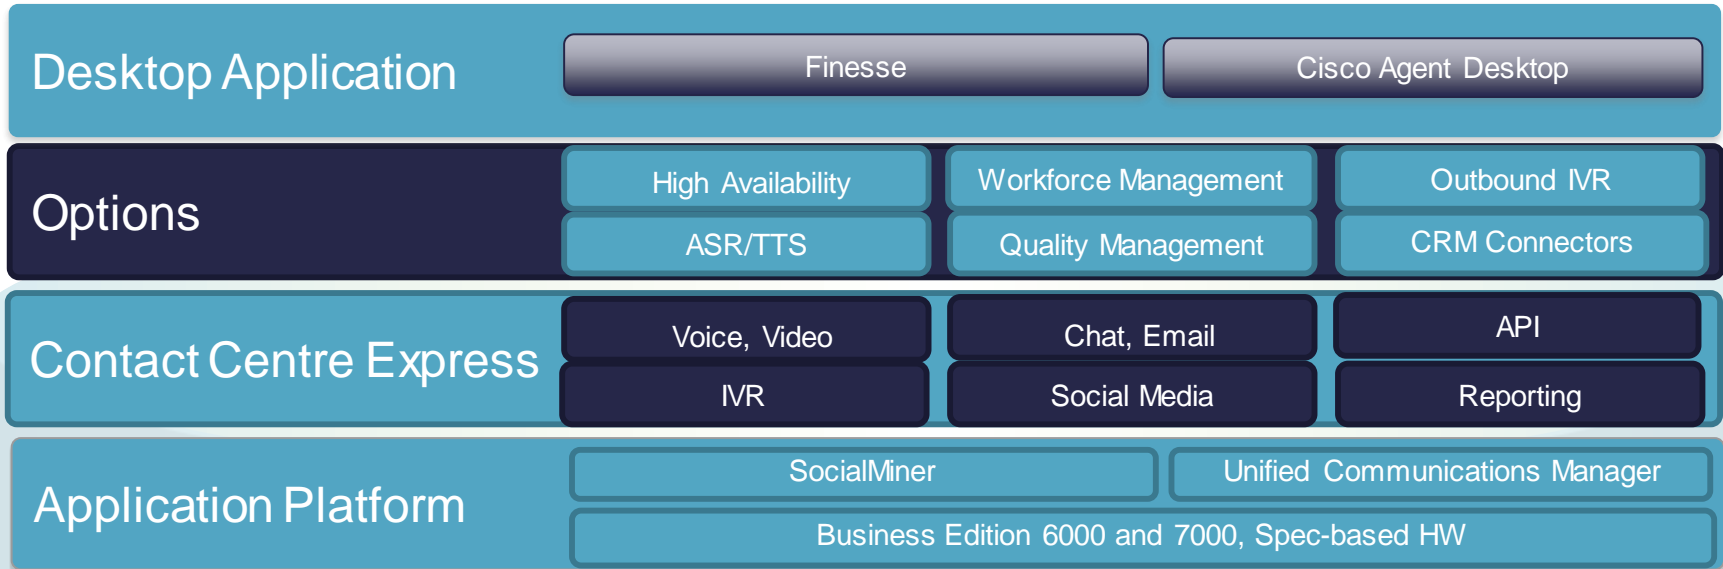 Desktop Application
Finesse
Cisco Agent Desktop
Options
High Availability
Workforce Management
Outbound IVR
ASR/TTS
Quality Management
CRM Connectors
Contact Centre Express
Voice, Video
Chat, Email
API
IVR
Social Media
Reporting
Application Platform
SocialMiner
Unified Communications Manager
Business Edition 6000 and 7000, Spec-based HW